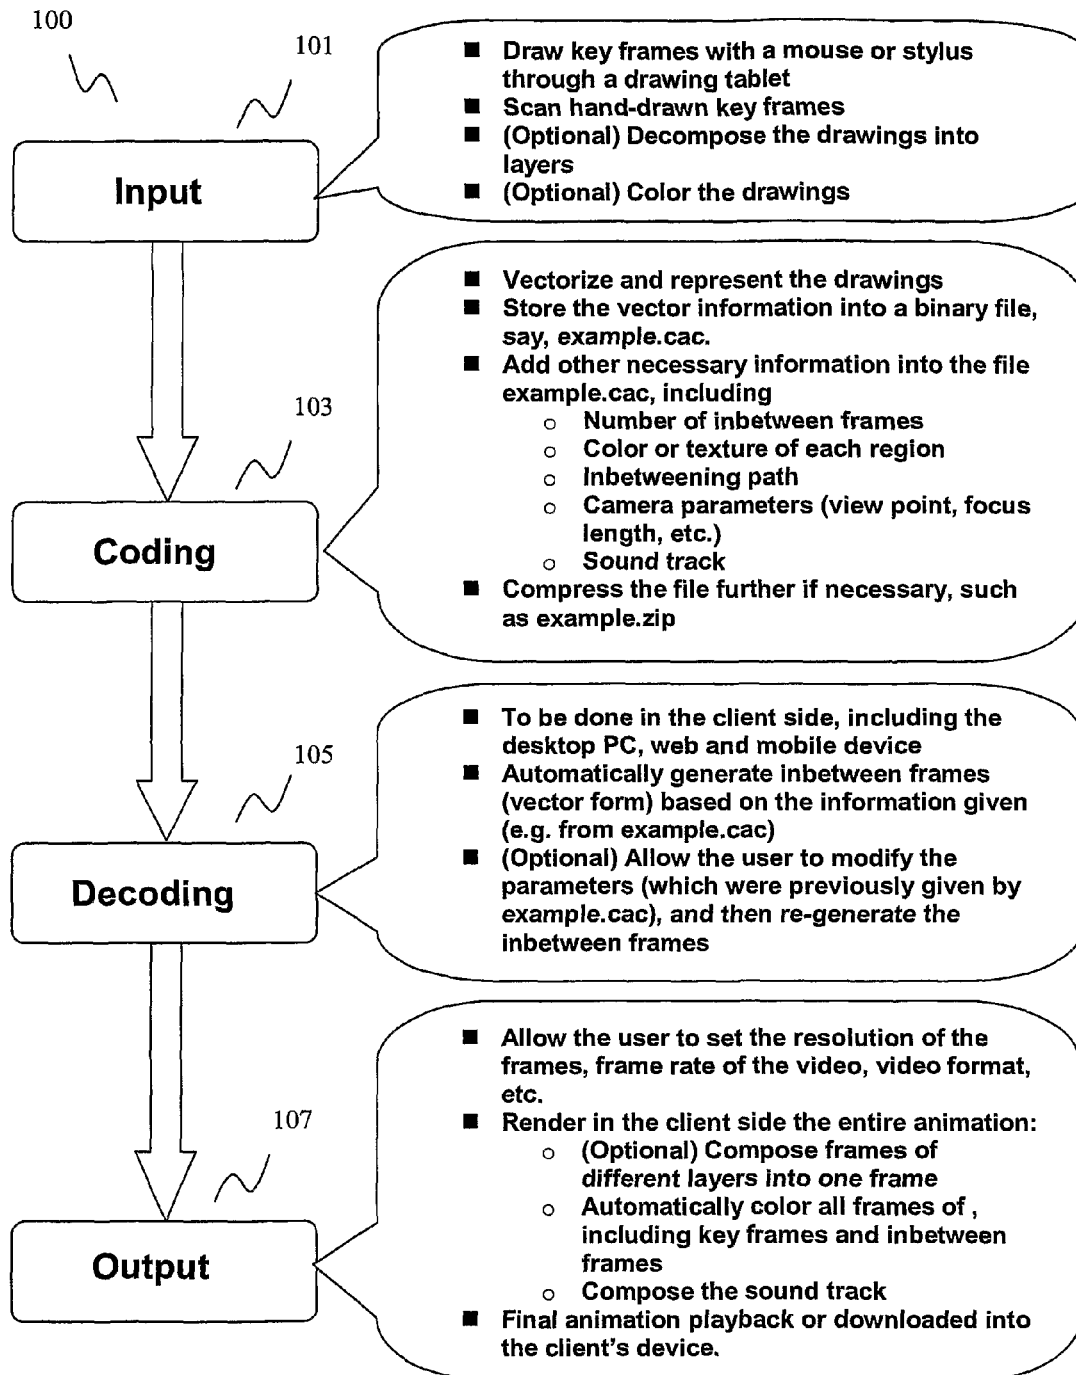 100
101
Input
■ Draw key frames with a mouse or stylus
through a drawing tablet
■ Scan hand-drawn key frames
■ (Optional) Decompose the drawings into
layers
■ (Optional) Color the drawings
103
Coding
■ Vectorize and represent the drawings
■ Store the vector information into a binary file,
say, example.cac.
■ Add other necessary information into the file
example.cac, including
○ Number of inbetween frames
○ Color or texture of each region
○ Inbetweening path
○ Camera parameters (view point, focus
length, etc.)
○ Sound track
■ Compress the file further if necessary, such
as example.zip
105
Decoding
■ To be done in the client side, including the
desktop PC, web and mobile device
■ Automatically generate inbetween frames
(vector form) based on the information given
(e.g. from example.cac)
■ (Optional) Allow the user to modify the
parameters (which were previously given by
example.cac), and then re-generate the
inbetween frames
107
Output
■ Allow the user to set the resolution of the
frames, frame rate of the video, video format,
etc.
■ Render in the client side the entire animation:
○ (Optional) Compose frames of
different layers into one frame
○ Automatically color all frames of ,
including key frames and inbetween
frames
○ Compose the sound track
■ Final animation playback or downloaded into
the client's device.